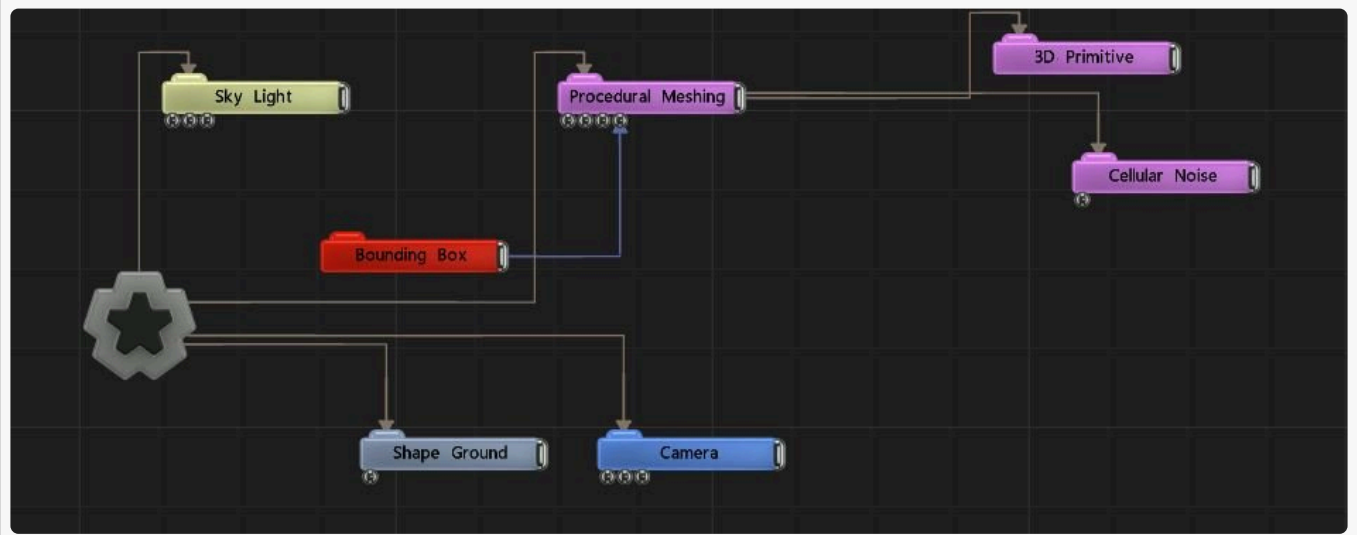 3D Primitive
Sky Light
Procedural Meshing
Cellular Noise
Bounding Box
Shape Ground
Camera